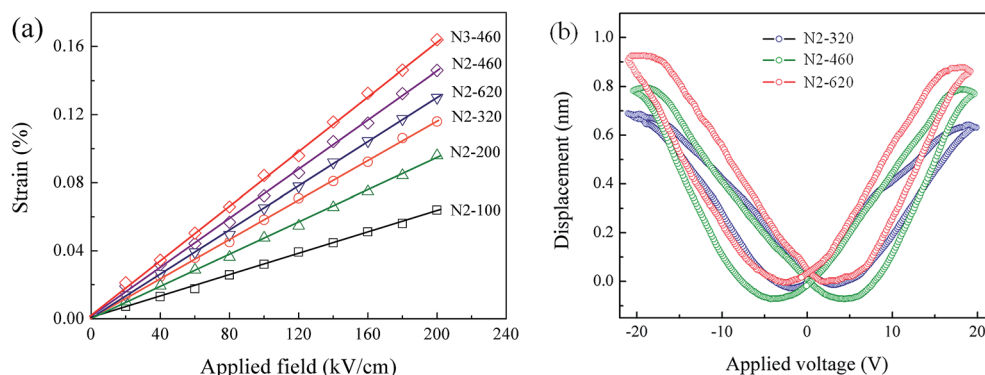 (a)
0.16
0.12
0.08
0.04
0.00
Strain (%)
N3-460
N2-460
N2-620
N2-320
N2-200
N2-100
0 40 80 120 160 200 240
Applied field (kV/cm)
(b)
1.0
0.8
0.6
0.4
0.2
0.0
Displacement (nm)
N2-320
N2-460
N2-620
-20 -10 0 10 20
Applied voltage (V)